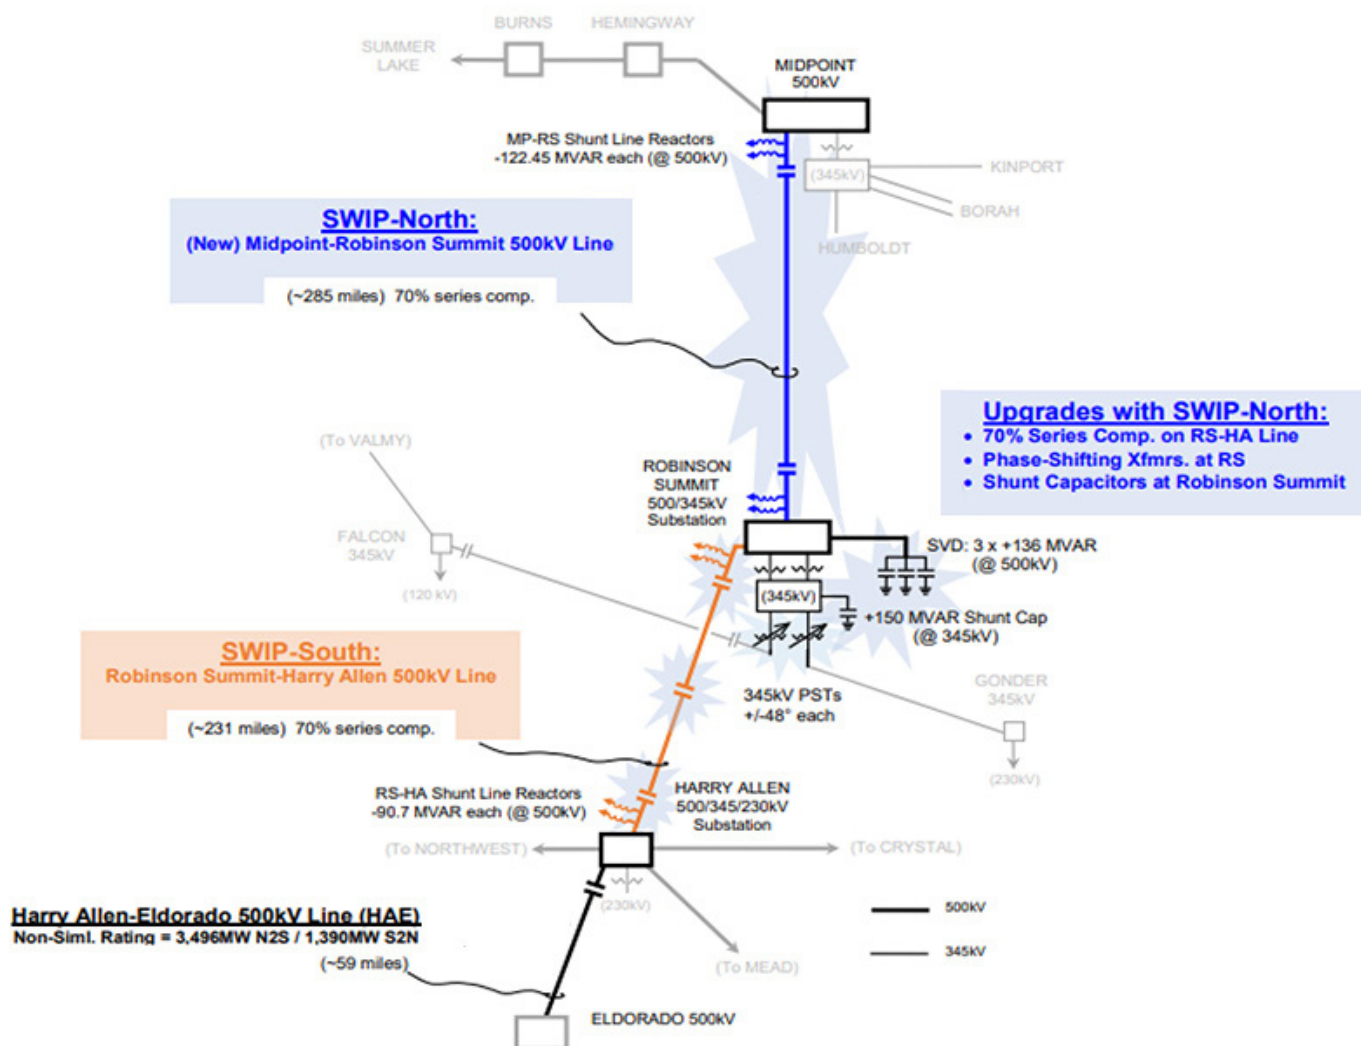 BURNS
HEMINGWAY
SUMMER
LAKE
MIDPOINT
500kV
MP-RS Shunt Line Reactors
-122.45 MVAR each (@ 500kV)
(345kV)
KINPORT
BORAH
HUMBOLDT
SWIP-North:
(New) Midpoint-Robinson Summit 500kV Line
(~285 miles) 70% series comp.
Upgrades with SWIP-North:
• 70% Series Comp. on RS-HA Line
• Phase-Shifting Xfmrs. at RS
• Shunt Capacitors at Robinson Summit
(To VALMY)
ROBINSON
SUMMIT
500/345kV
Substation
FALCON
345kV
(120 kV)
SVD: 3 x +136 MVAR
(@ 500kV)
(345kV)
+150 MVAR Shunt Cap
(@ 345kV)
SWIP-South:
Robinson Summit-Harry Allen 500kV Line
(~231 miles) 70% series comp.
345kV PSTs
+/-48° each
GONDER
345kV
(230kV)
RS-HA Shunt Line Reactors
-90.7 MVAR each (@ 500kV)
HARRY ALLEN
500/345/230kV
Substation
(To NORTHWEST)
(To CRYSTAL)
(230kV)
(To MEAD)
Harry Allen-Eldorado 500kV Line (HAE)
Non-Siml. Rating = 3,496MW N2S / 1,390MW S2N
(~59 miles)
ELDORADO 500kV
500kV
345kV